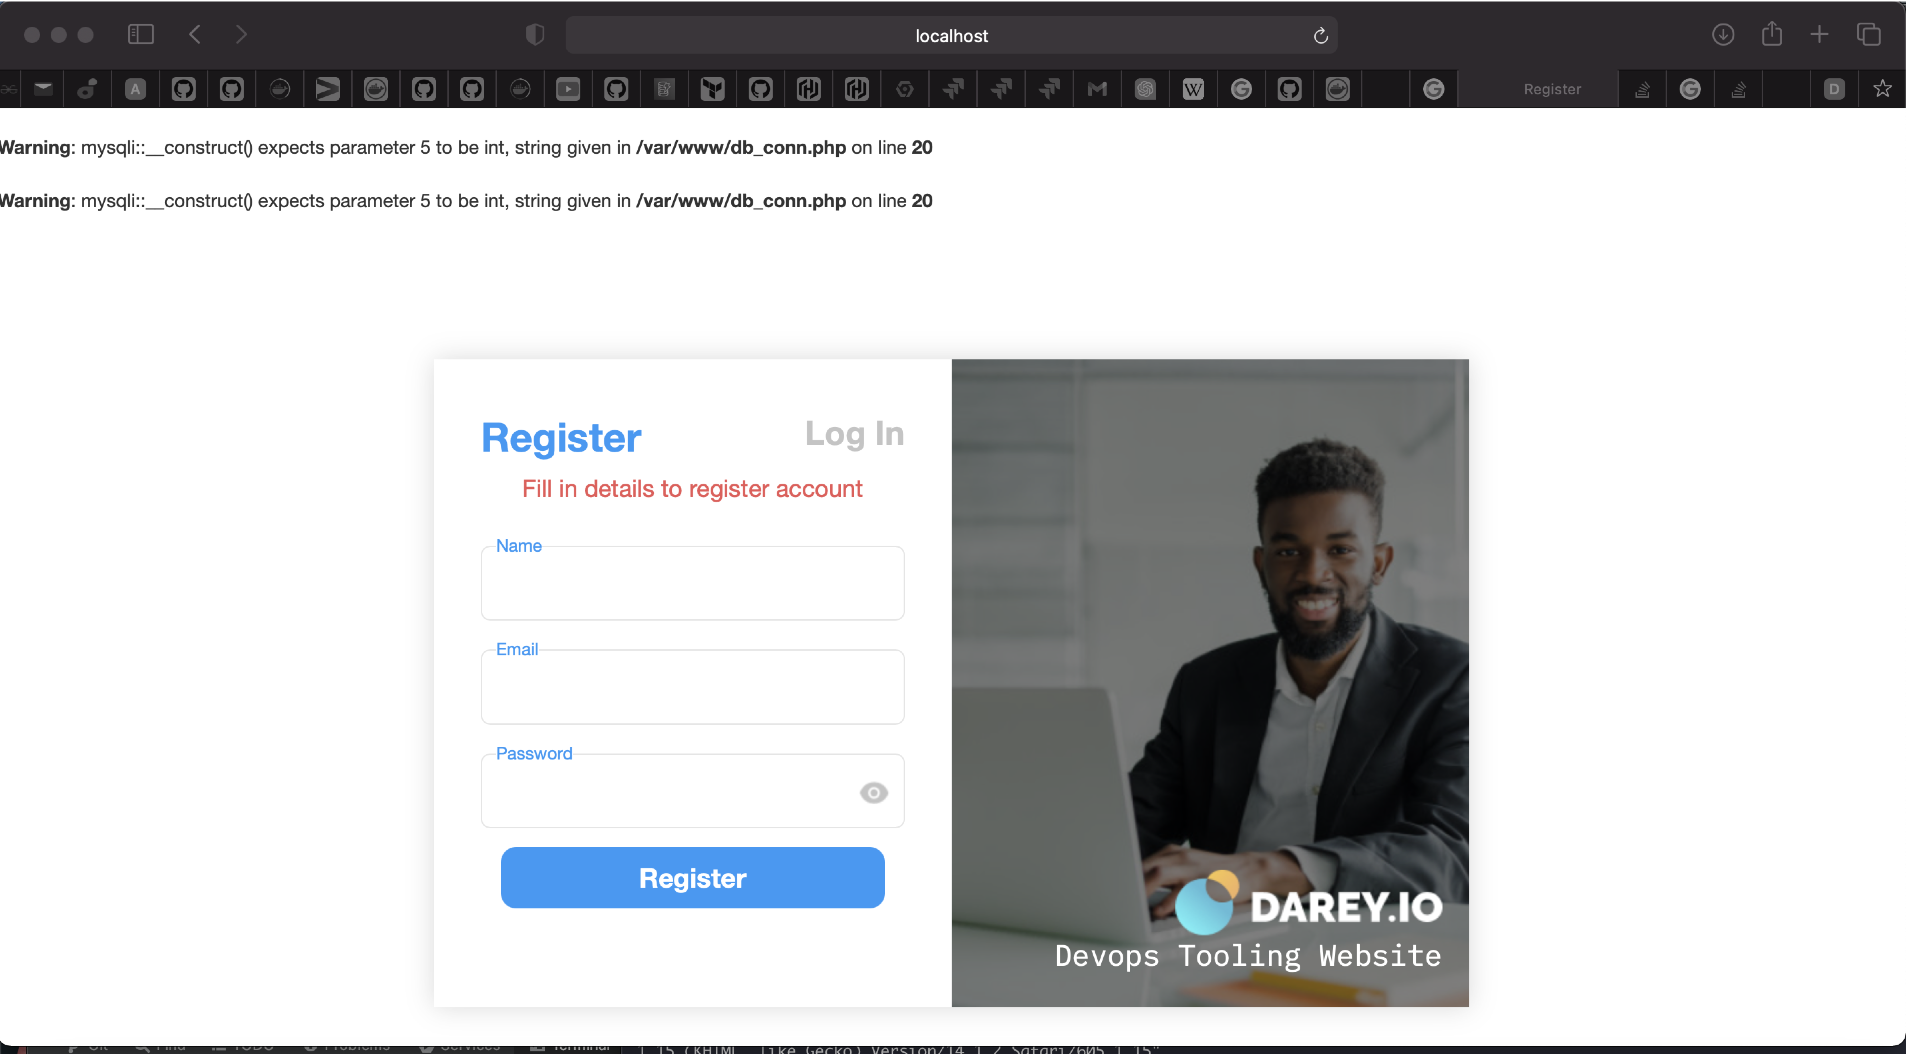 localhost
A
W
Register
D
Warning: mysqli::__construct() expects parameter 5 to be int, string given in /var/www/db_conn.php on line 20
Warning: mysqli::__construct() expects parameter 5 to be int, string given in /var/www/db_conn.php on line 20
Register
Log In
Fill in details to register account
Name
Email
Password
Register
DAREY.IO
Devops Tooling Website